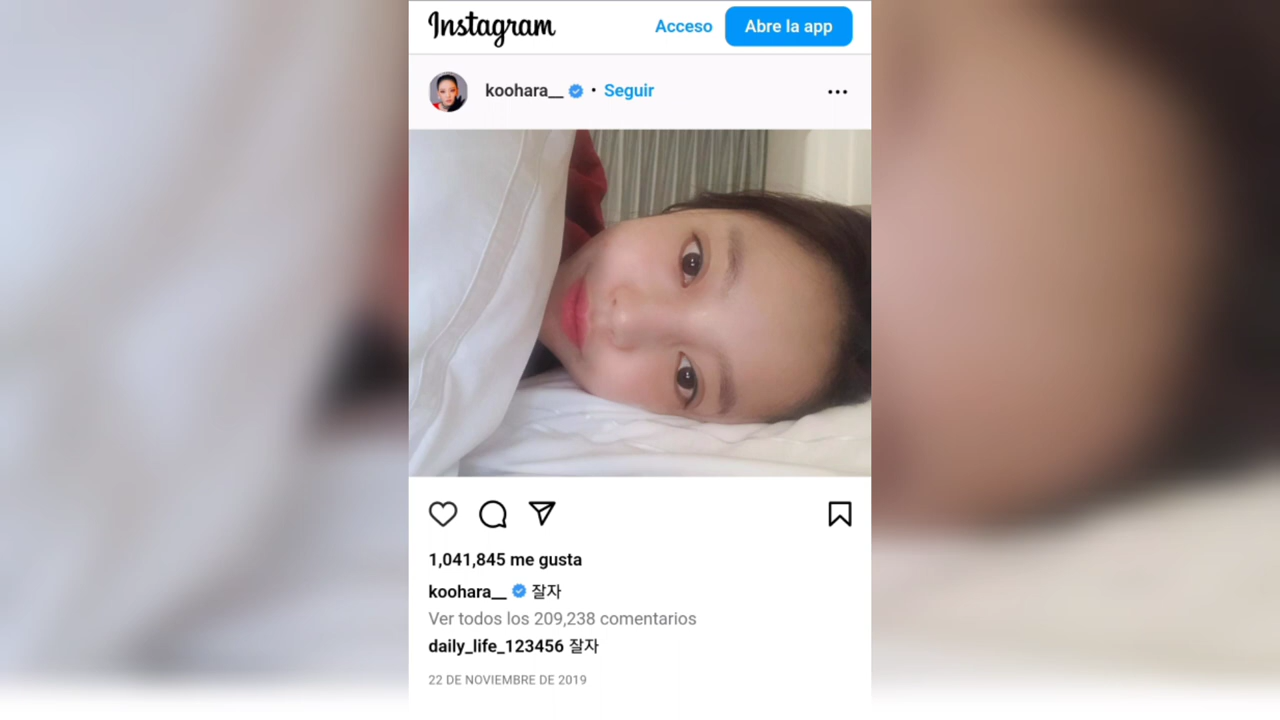 Instagram
Acceso
Abre la app
koohara__ • Seguir
1,041,845 me gusta
koohara__ 잘자
Ver todos los 209,238 comentarios
daily_life_123456 잘자
22 DE NOVIEMBRE DE 2019